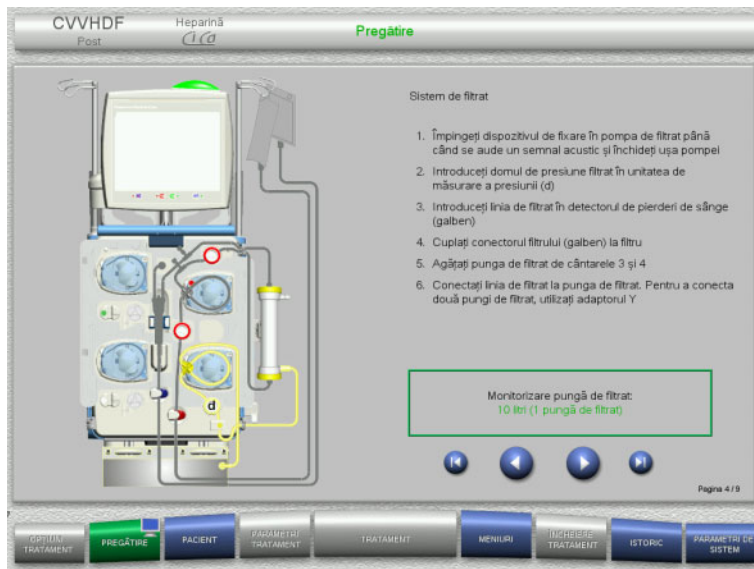 CVVHDF
Post
Heparină
CiCa
Pregătire
Sistem de filtrat
1. Împingeți dispozitivul de fixare în pompa de filtrat până
când se aude un semnal acustic și închideți ușa pompei
2. Introduceți domul de presiune filtrat în unitatea de
măsurare a presiunii (d)
3. Introduceți linia de filtrat în detectorul de pierderi de sânge
(galben)
4. Cuplați conectorul filtrului (galben) la filtru
5. Agățați punga de filtrat de cântarele 3 și 4
6. Conectați linia de filtrat la punga de filtrat. Pentru a conecta
două pungi de filtrat, utilizați adaptorul Y
d
Monitorizare pungă de filtrat:
10 litri (1 pungă de filtrat)
Pagina 4 / 9
OPȚIUNI
TRATAMENT
PREGĂTIRE
PACIENT
PARAMETRI
TRATAMENT
TRATAMENT
MENIURI
ÎNCHEIERE
TRATAMENT
ISTORIC
PARAMETRI DE
SISTEM